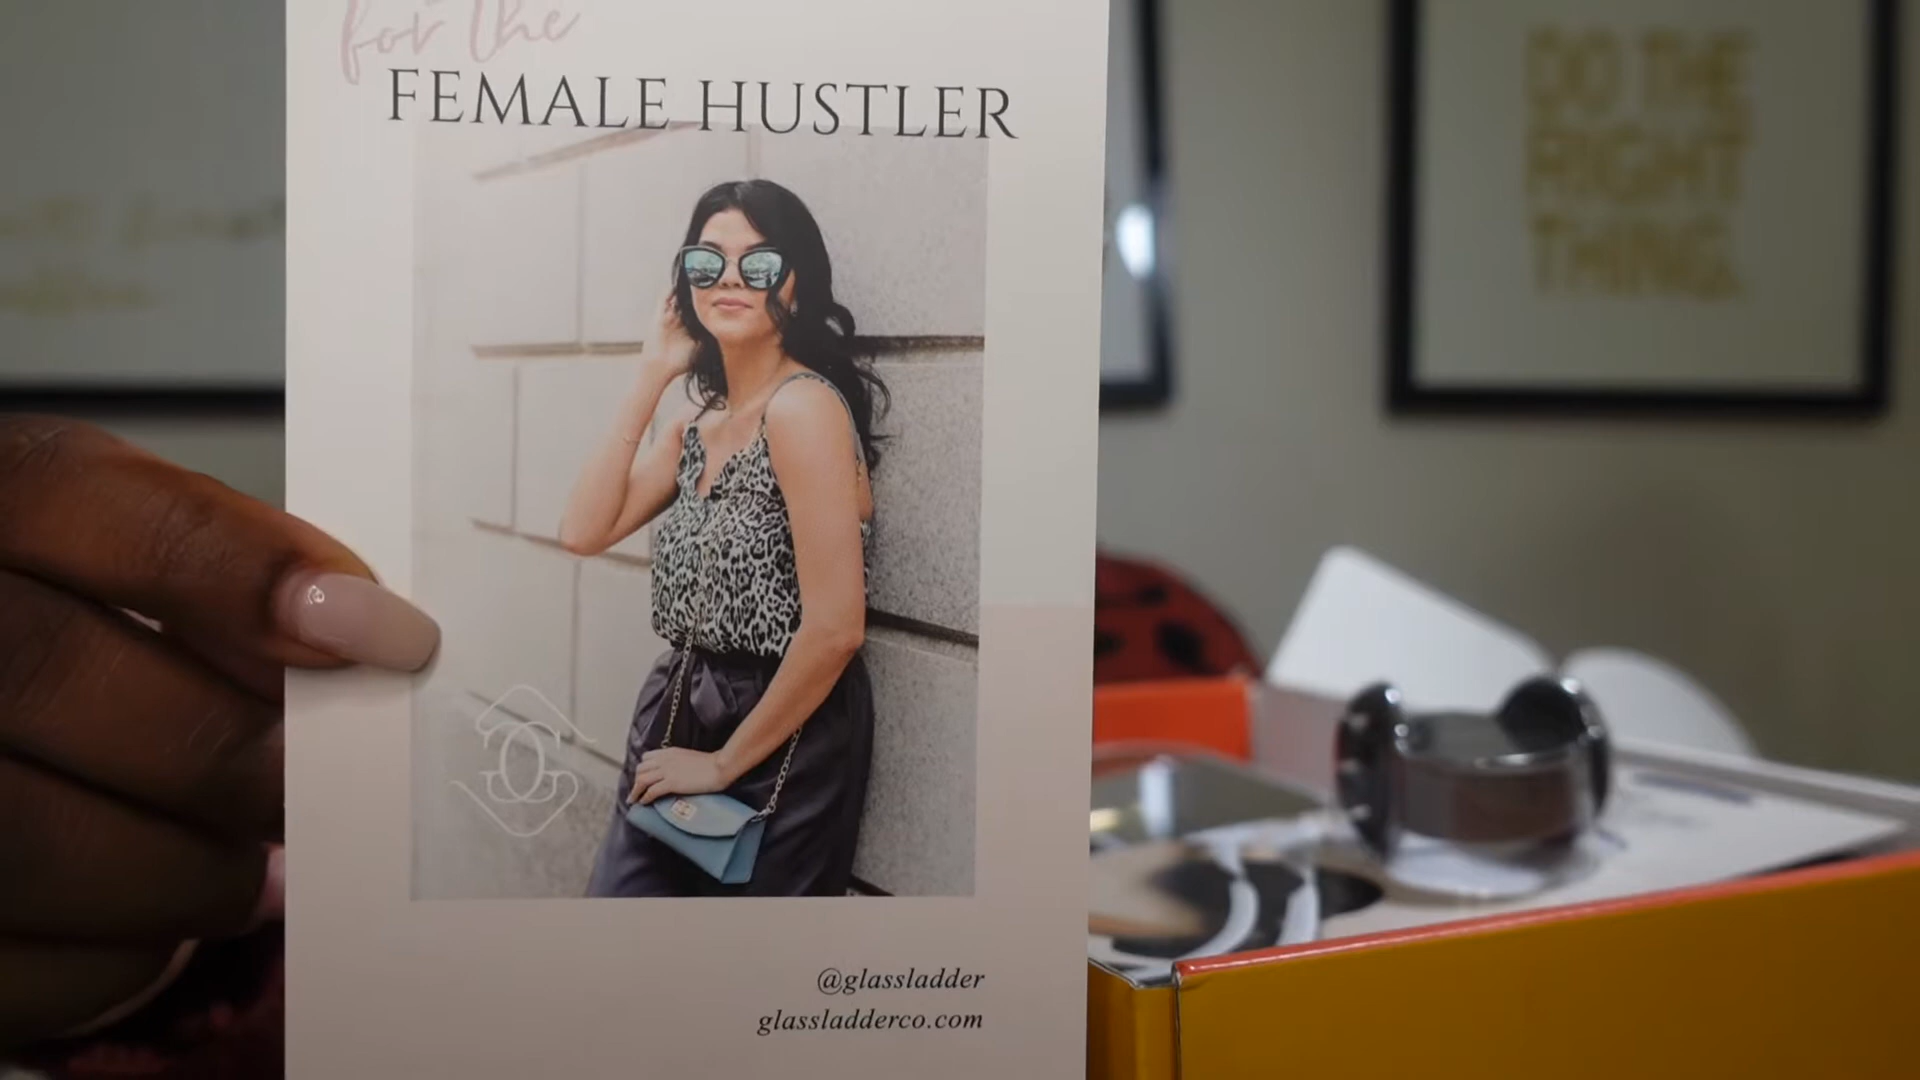 for the
FEMALE HUSTLER
@glassladder
glassladderco.com
DO THE
RIGHT
THING.